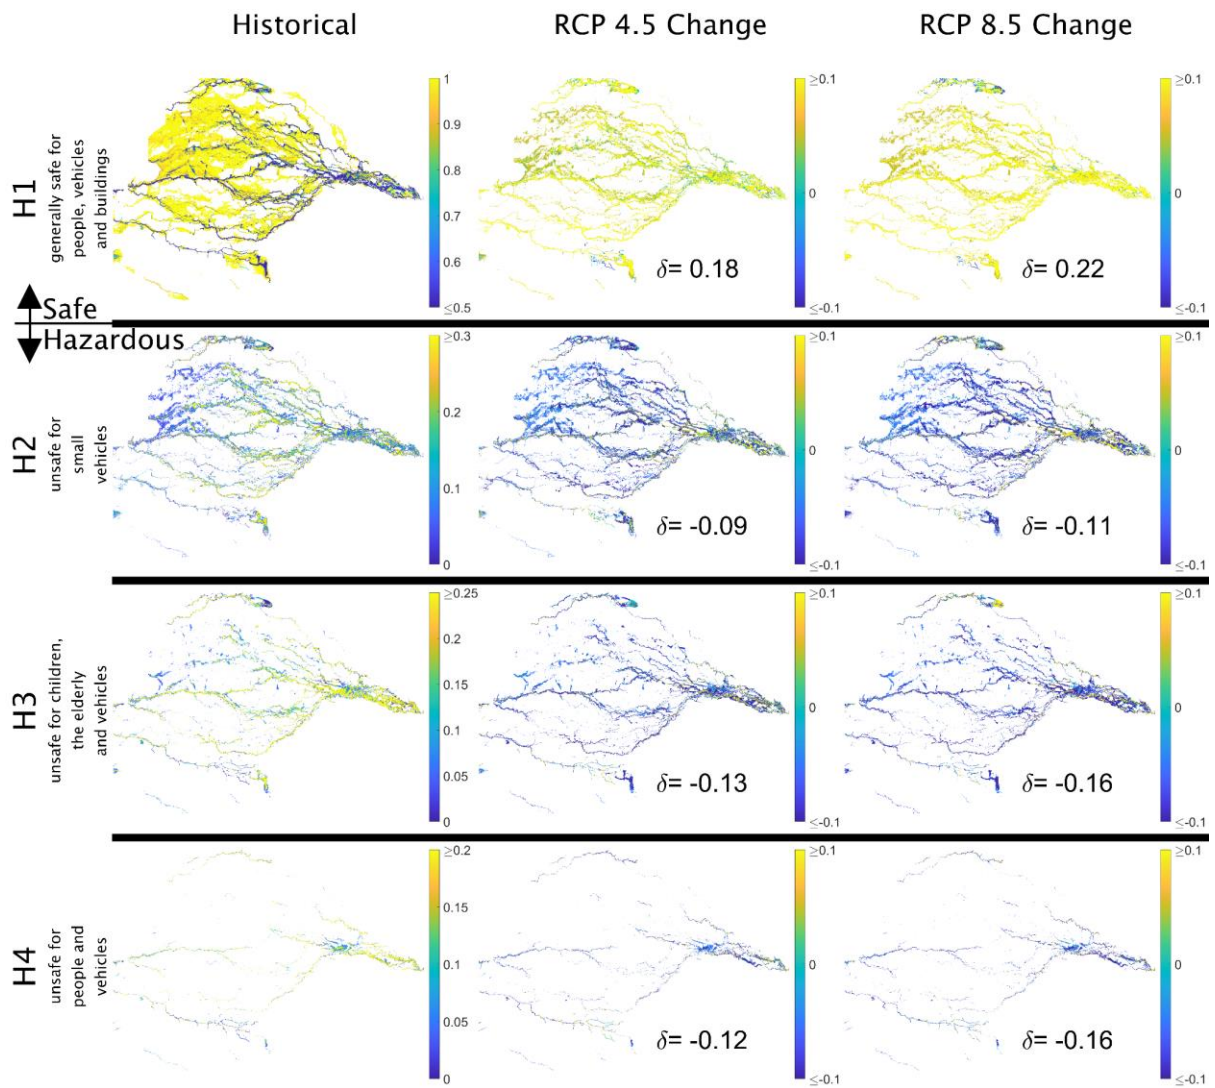 Historical
RCP 4.5 Change
RCP 8.5 Change
H1
generally safe for
people, vehicles
and buildings
1
0.9
0.8
0.7
0.6
≤0.5
δ= 0.18
≥0.1
0
≤-0.1
δ= 0.22
≥0.1
0
≤-0.1
Safe
Hazardous
H2
unsafe for
small
vehicles
≥0.3
0.2
0.1
0
δ= -0.09
≥0.1
0
≤-0.1
δ= -0.11
≥0.1
0
≤-0.1
H3
unsafe for children,
the elderly
and vehicles
≥0.25
0.2
0.15
0.1
0.05
0
δ= -0.13
≥0.1
0
≤-0.1
δ= -0.16
≥0.1
0
≤-0.1
H4
unsafe for
people and
vehicles
≥0.2
0.15
0.1
0.05
0
δ= -0.12
≥0.1
0
≤-0.1
δ= -0.16
≥0.1
0
≤-0.1